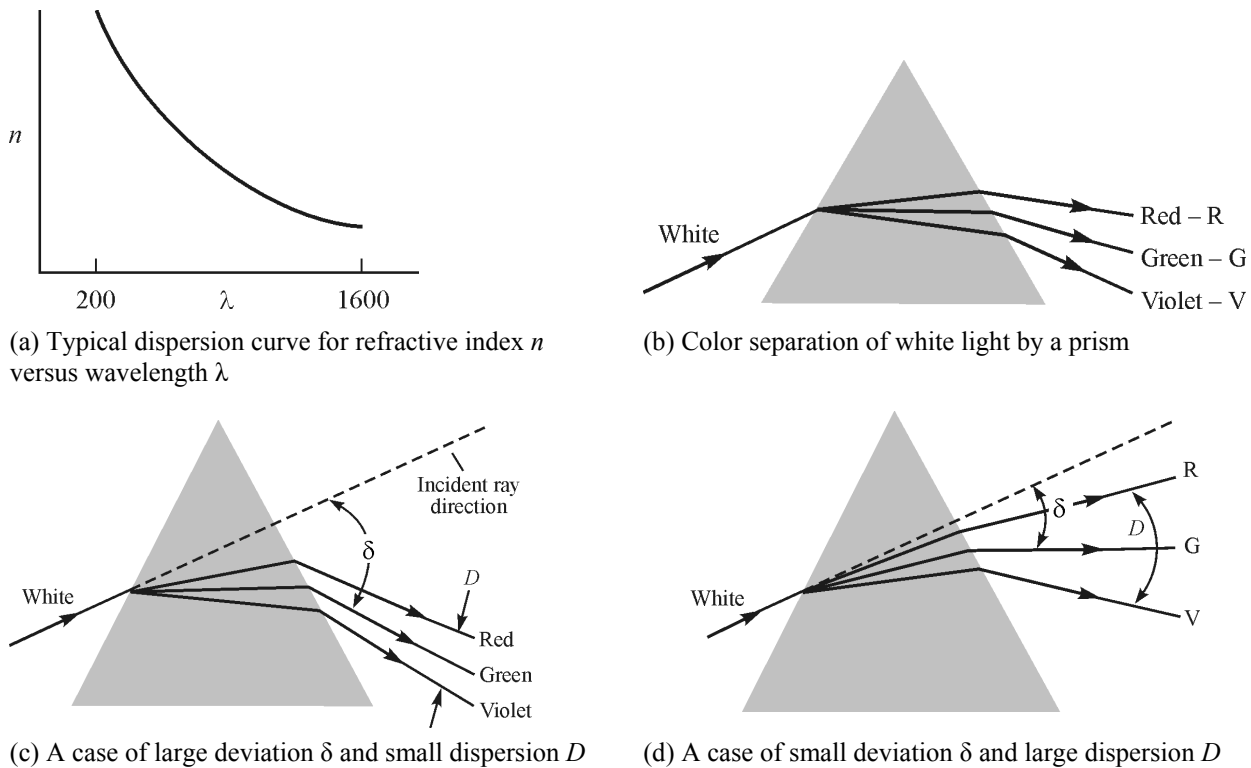 n
200
λ
1600
(a) Typical dispersion curve for refractive index n
versus wavelength λ
White
Red – R
Green – G
Violet – V
(b) Color separation of white light by a prism
Incident ray
direction
δ
D
White
Red
Green
Violet
(c) A case of large deviation δ and small dispersion D
R
δ
D
G
White
V
(d) A case of small deviation δ and large dispersion D